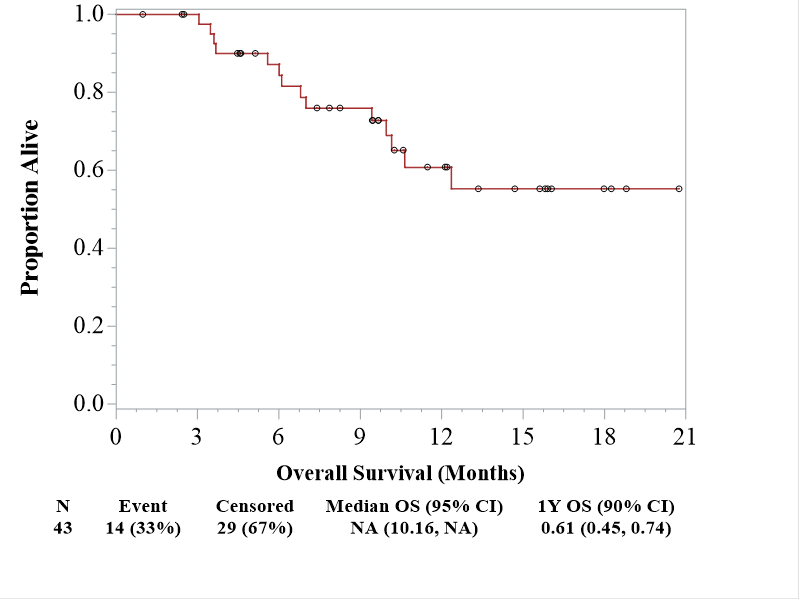 1.0
0.8
0.6
0.4
0.2
0.0
Proportion Alive
0 3 6 9 12 15 18 21
Overall Survival (Months)
N Event Censored Median OS (95% CI) 1Y OS (90% CI)
43 14 (33%) 29 (67%) NA (10.16, NA) 0.61 (0.45, 0.74)